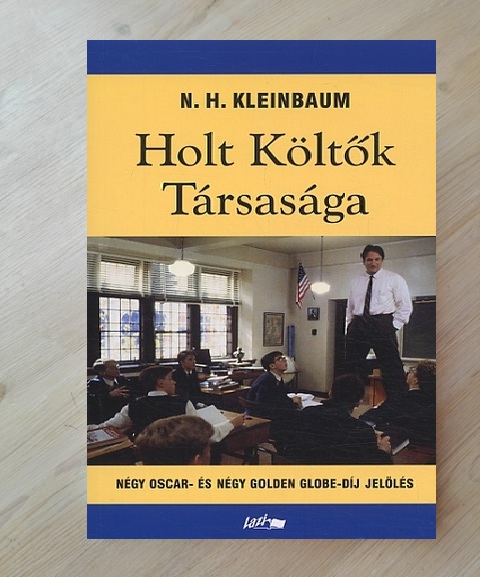 N. H. KLEINBAUM
Holt Költők
Társasága
NÉGY OSCAR- ÉS NÉGY GOLDEN GLOBE-DÍJ JELÖLÉS
Lazi